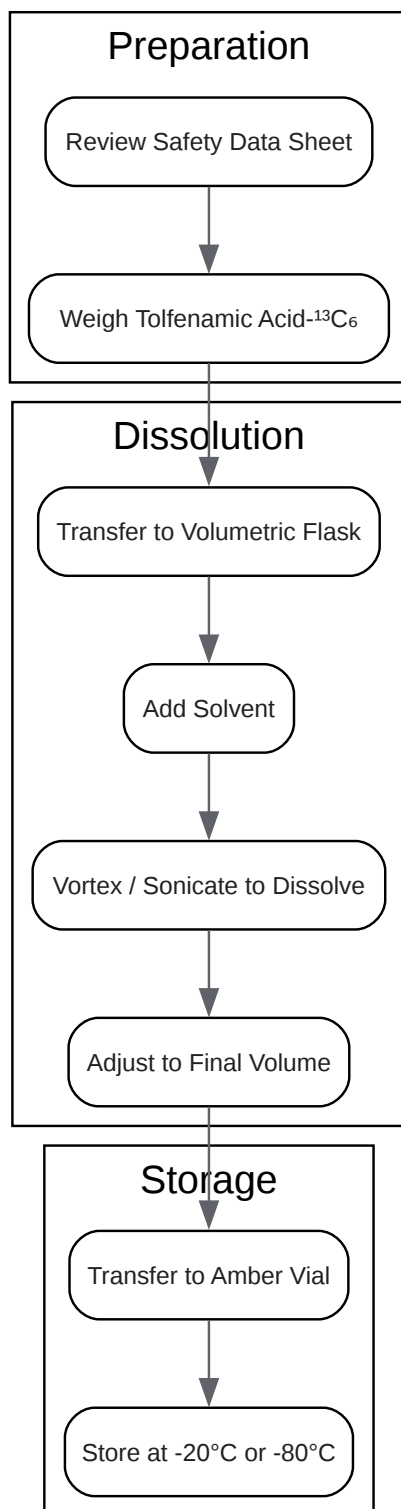 Preparation
Review Safety Data Sheet
Weigh Tolfenamic Acid-¹³C₆
Dissolution
Transfer to Volumetric Flask
Add Solvent
Vortex / Sonicate to Dissolve
Adjust to Final Volume
Storage
Transfer to Amber Vial
Store at -20°C or -80°C